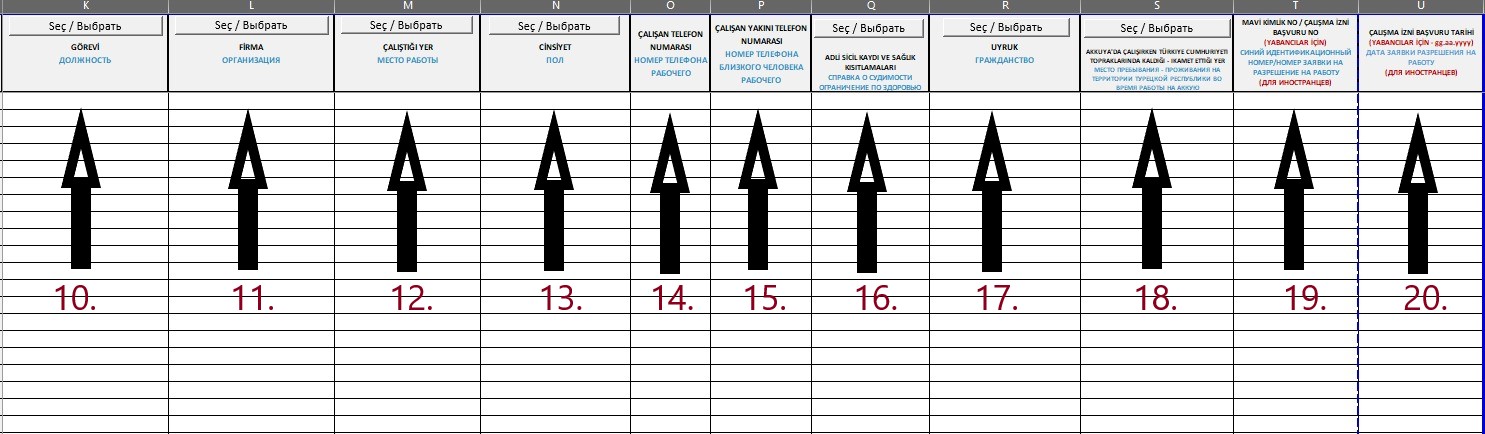 K L M N O P Q R S T U
Seç / Выбрать
GÖREVİ
ДОЛЖНОСТЬ
Seç / Выбрать
FİRMA
ОРГАНИЗАЦИЯ
Seç / Выбрать
ÇALIŞTIĞI YER
МЕСТО РАБОТЫ
Seç / Выбрать
CİNSİYET
ПОЛ
ÇALIŞAN TELEFON
NUMARASI
НОМЕР ТЕЛЕФОНА
РАБОЧЕГО
ÇALIŞAN YAKINI TELEFON
NUMARASI
НОМЕР ТЕЛЕФОНА
БЛИЗКОГО ЧЕЛОВЕКА
РАБОЧЕГО
Seç / Выбрать
ADLİ SİCİL KAYDI VE SAĞLIK
KISITLAMALARI
СПРАВКА О СУДИМОСТИ
ОГРАНИЧЕНИЕ ПО ЗДОРОВЬЮ
Seç / Выбрать
UYRUK
ГРАЖДАНСТВО
Seç / Выбрать
AKKUYA'DA ÇALIŞIRKEN TÜRKİYE CUMHURİYETİ
TOPRAKLARINDA KALDIĞI - IKAMET ETTİĞİ YER
МЕСТО ПРЕБЫВАНИЯ - ПРОЖИВАНИЯ НА
ТЕРРИТОРИИ ТУРЕЦКОЙ РЕСПУБЛИКИ ВО
ВРЕМЯ РАБОТЫ НА АККУЮ
MAVİ KİMLİK NO / ÇALIŞMA İZNİ
BAŞVURU NO
(YABANCILAR İÇİN)
СИНИЙ ИДЕНТИФИКАЦИОННЫЙ
НОМЕР/НОМЕР ЗАЯВКИ НА
РАЗРЕШЕНИЕ НА РАБОТУ
(ДЛЯ ИНОСТРАНЦЕВ)
ÇALIŞMA İZNİ BAŞVURU TARİHİ
(YABANCILAR İÇİN - gg.aa.yyyy)
ДАТА ЗАЯВКИ РАЗРЕШЕНИЯ НА
РАБОТУ
(ДЛЯ ИНОСТРАНЦЕВ)
10. 11. 12. 13. 14. 15. 16. 17. 18. 19. 20.